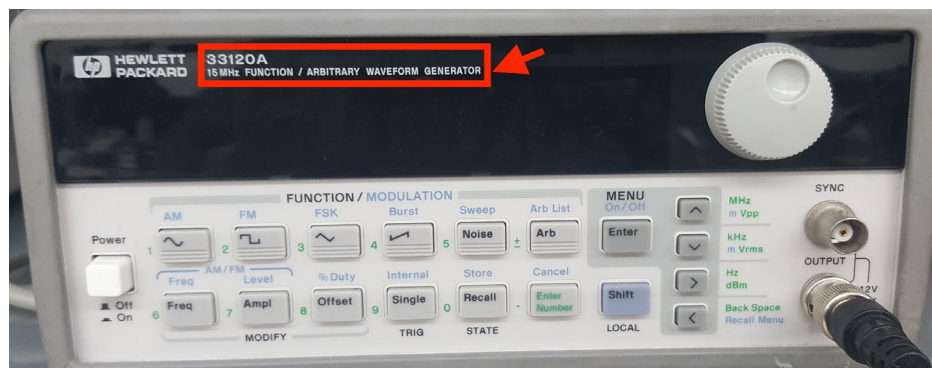 hp HEWLETT
PACKARD
33120A
15 MHz FUNCTION / ARBITRARY WAVEFORM GENERATOR
FUNCTION / MODULATION
AM FM FSK Burst Sweep Arb List
MENU
On/Off
SYNC
Power
1 2 3 4 5 Noise ± Arb Enter
MHz
m Vpp
kHz
m Vrms
OUTPUT
AM/FM
Freq Level % Duty Internal Store Cancel
Hz
dBm
Off
On
6 Freq 7 Ampl 8 Offset 9 Single 0 Recall . Enter
Number
Shift
Back Space
Recall Menu
MODIFY TRIG STATE LOCAL